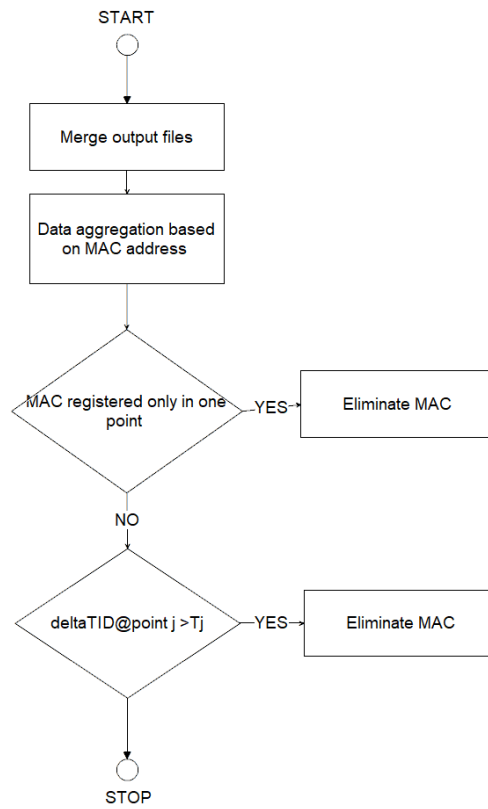 START
Merge output files
Data aggregation based
on MAC address
MAC registered only in one
point
YES
Eliminate MAC
NO
deltaTID@point j >Tj
YES
Eliminate MAC
STOP